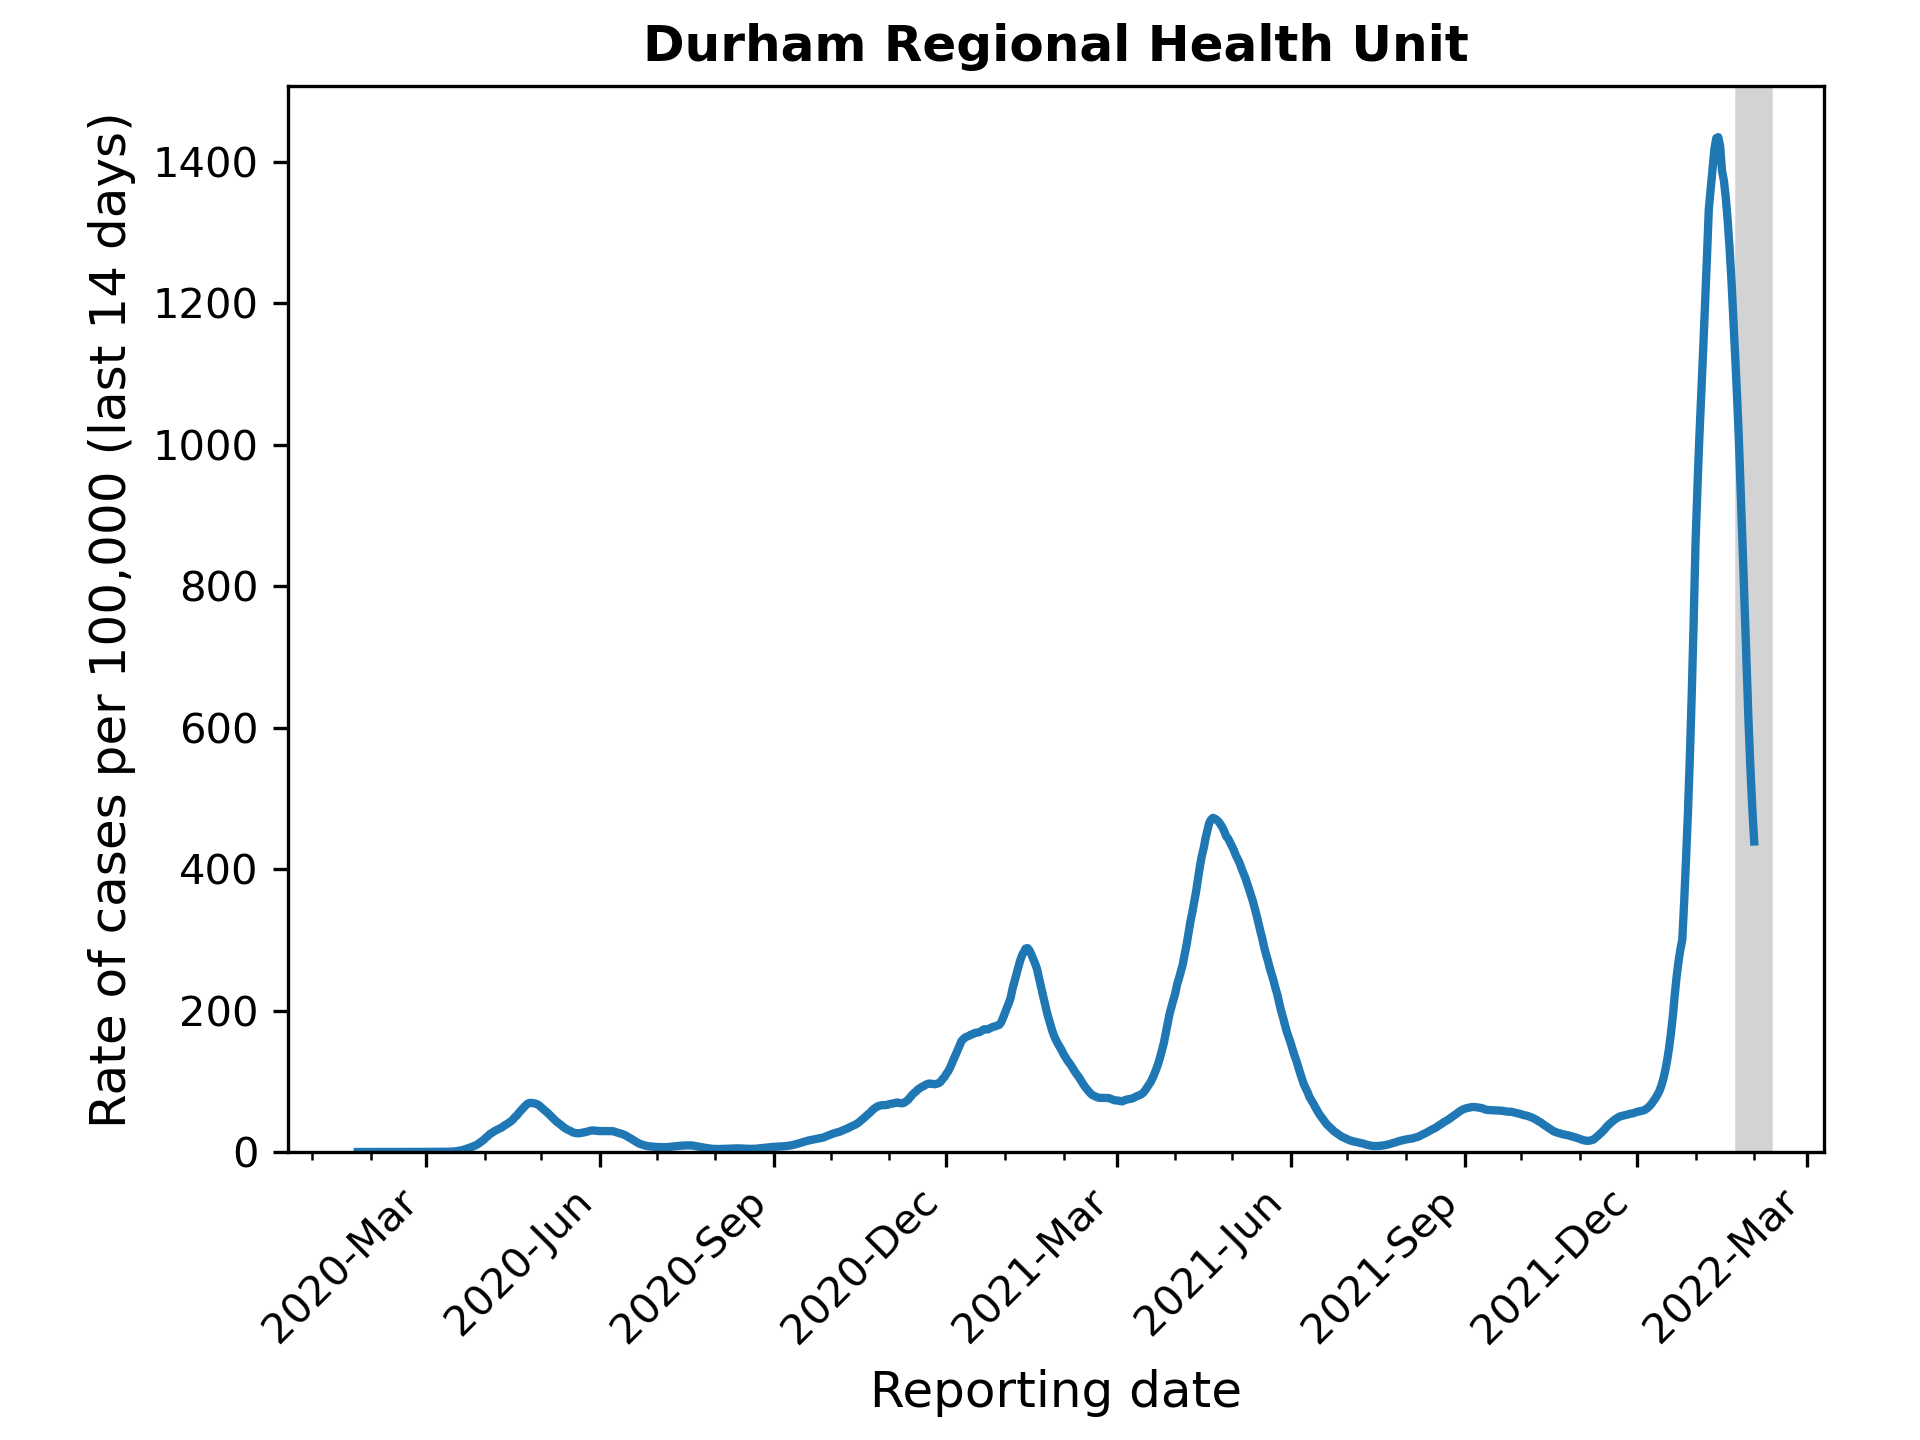 Durham Regional Health Unit
Rate of cases per 100,000 (last 14 days)
1400
1200
1000
800
600
400
200
0
2020-Mar
2020-Jun
2020-Sep
2020-Dec
2021-Mar
2021-Jun
2021-Sep
2021-Dec
2022-Mar
Reporting date